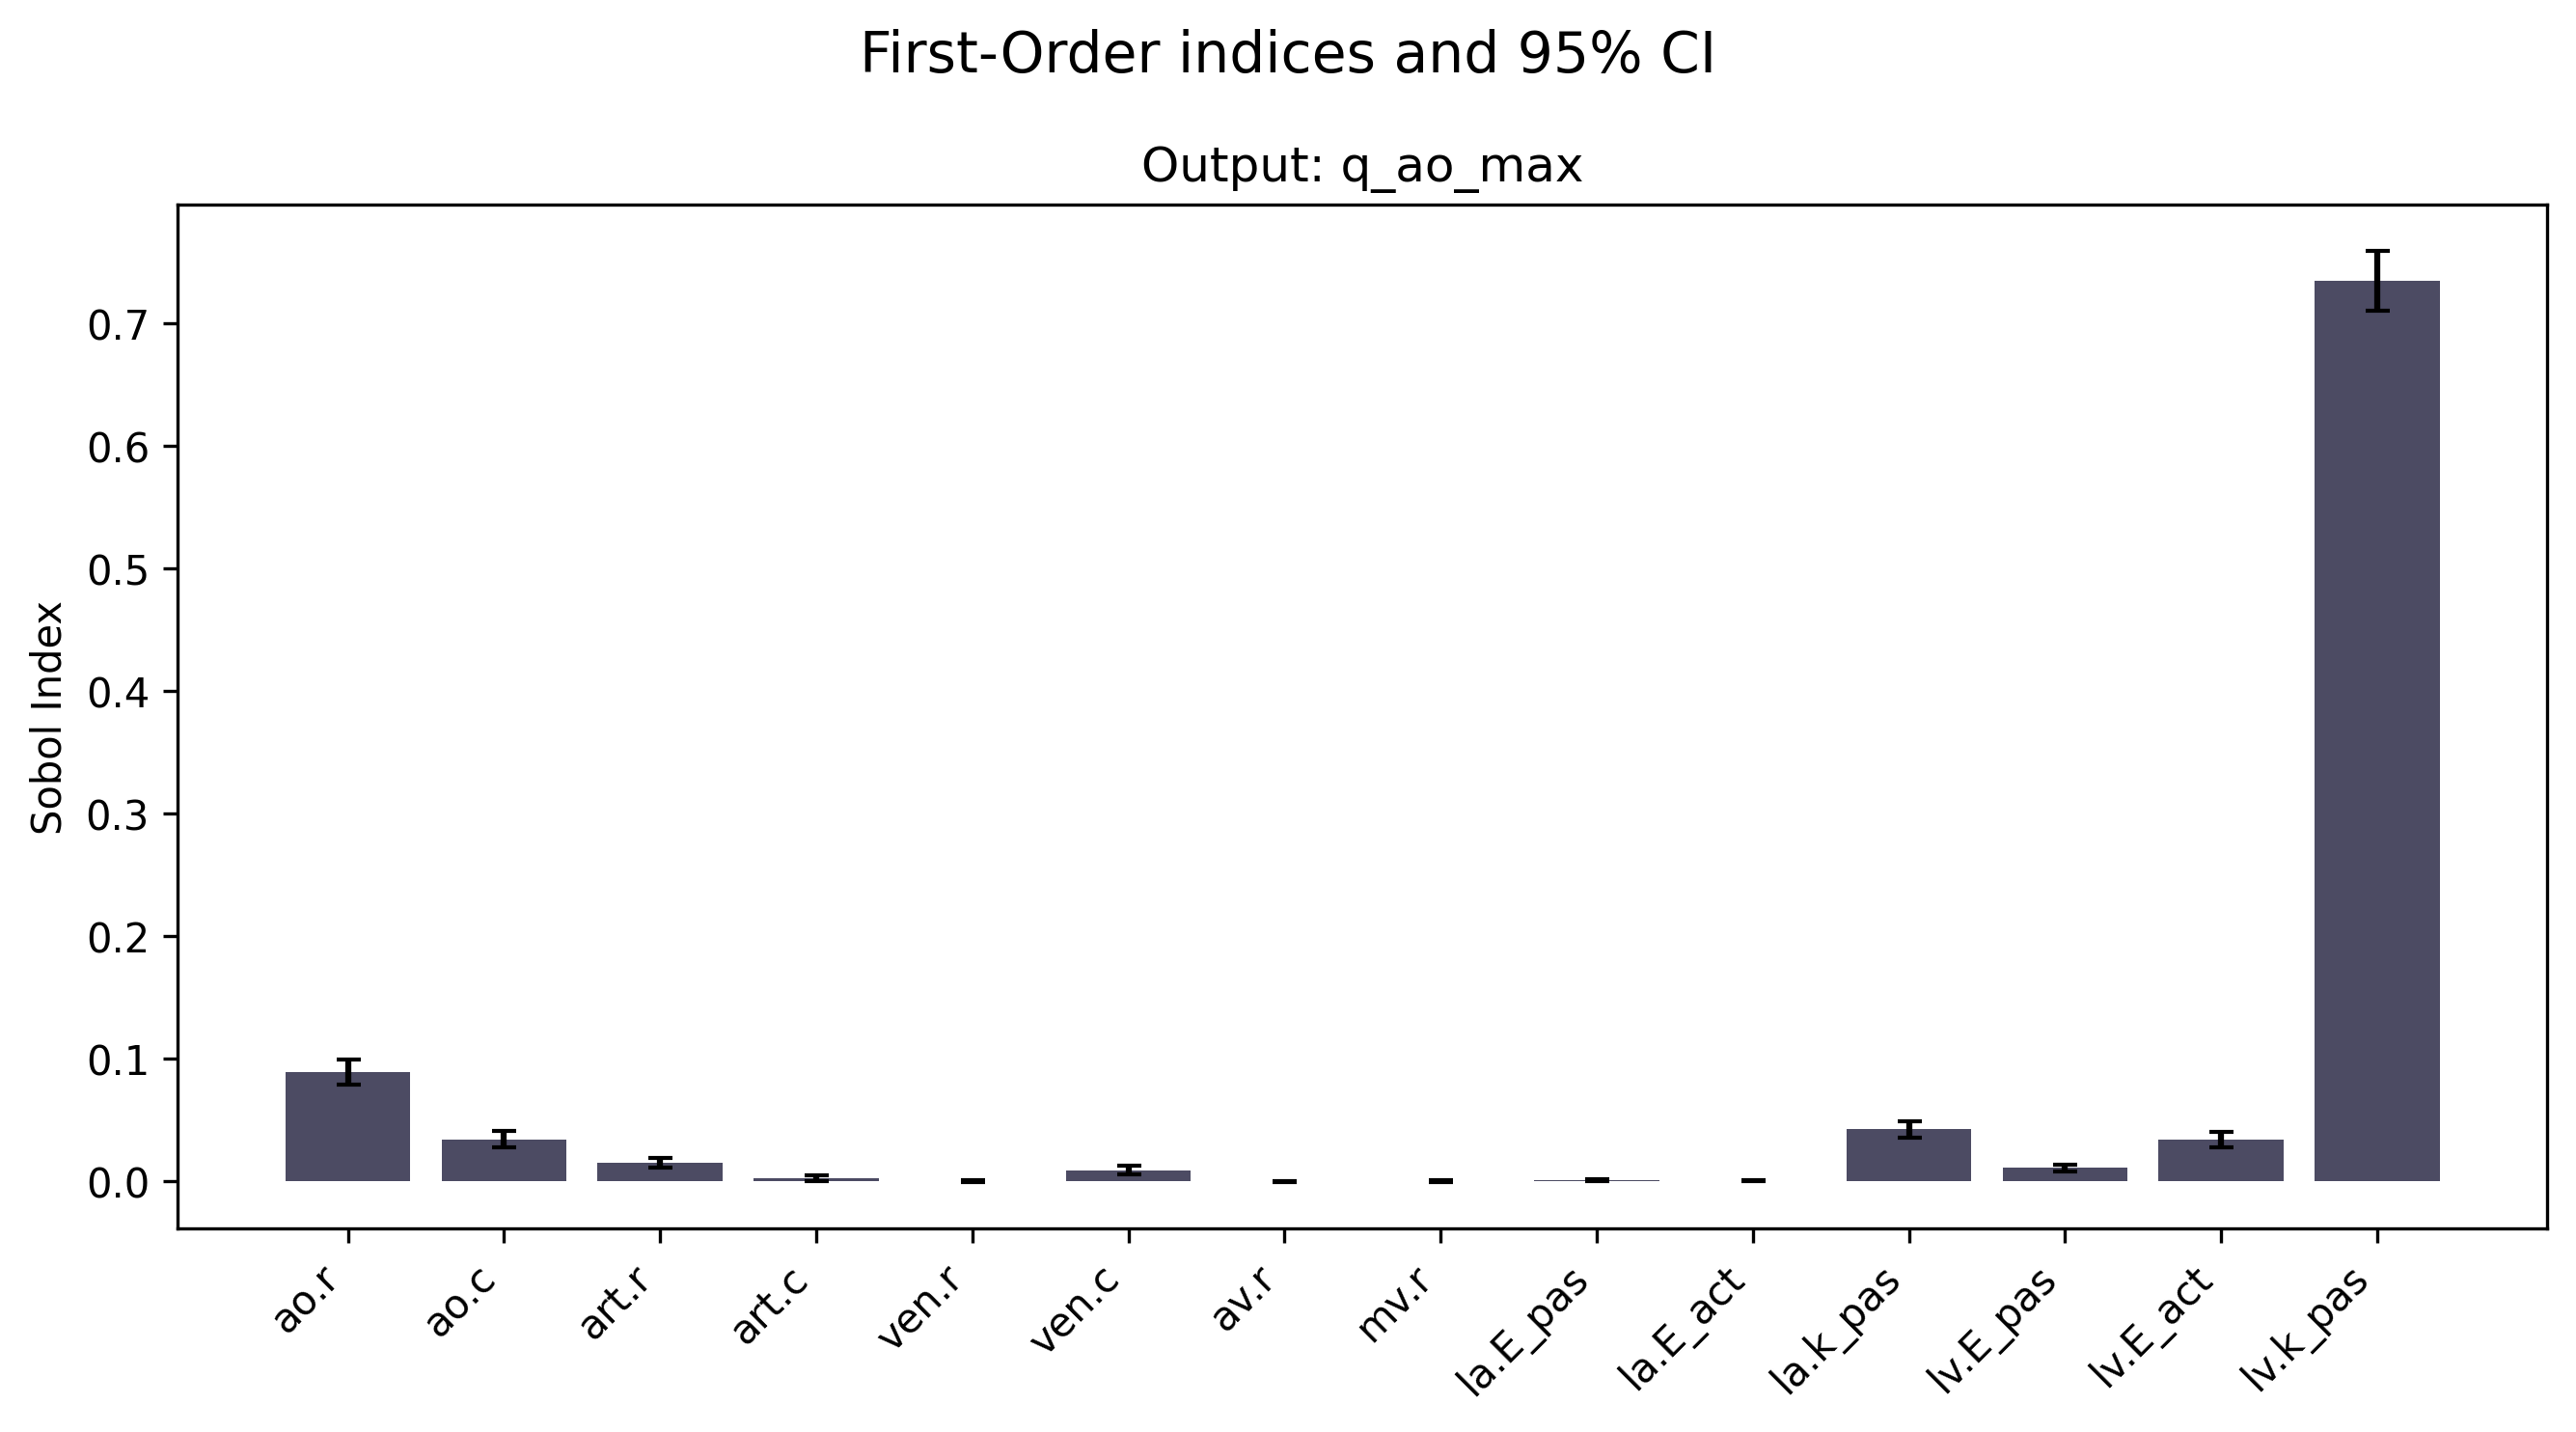 First-Order indices and 95% CI
Output: q_ao_max
Sobol Index
0.7
0.6
0.5
0.4
0.3
0.2
0.1
0.0
ao.r
ao.c
art.r
art.c
ven.r
ven.c
av.r
mv.r
la.E_pas
la.E_act
la.k_pas
lv.E_pas
lv.E_act
lv.k_pas